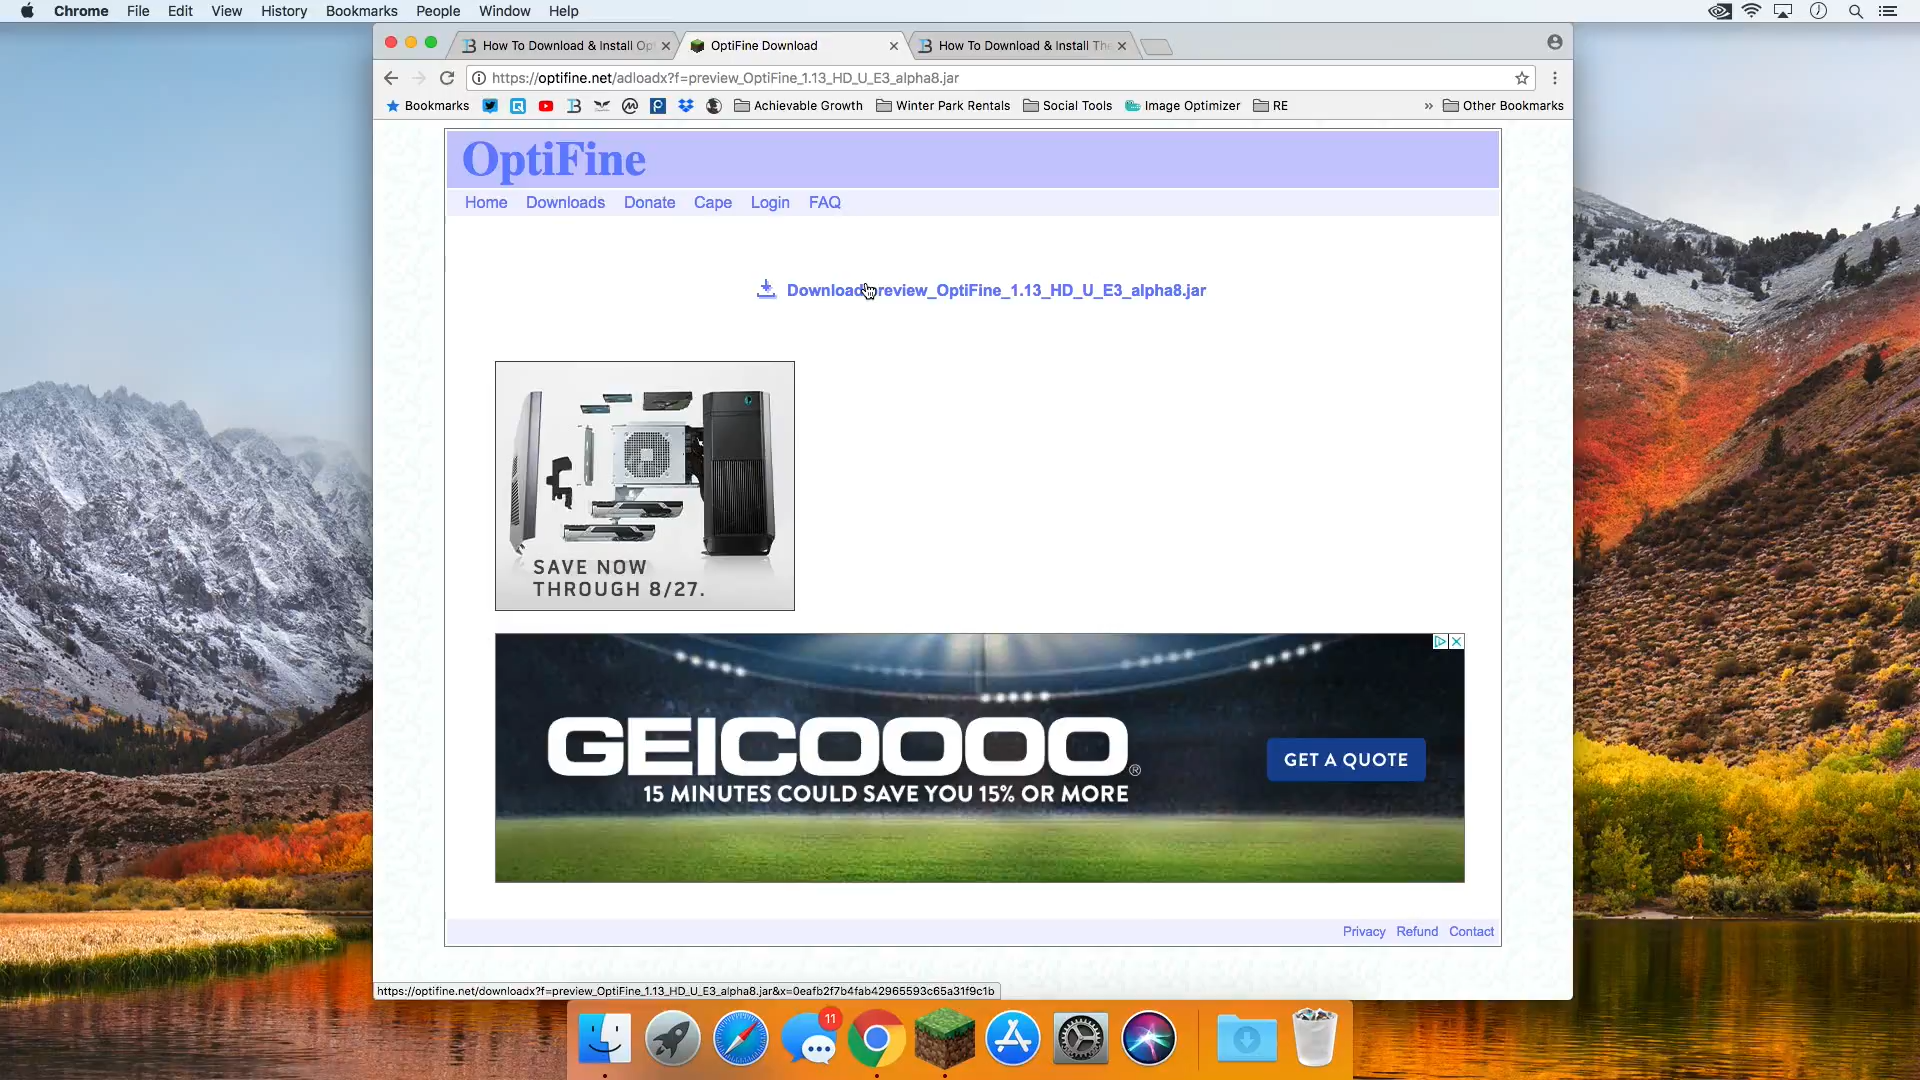 Chrome File Edit View History Bookmarks People Window Help
How To Download & Install Op
OptiFine Download
How To Download & Install The
https://optifine.net/adloadx?f=preview_OptiFine_1.13_HD_U_E3_alpha8.jar
Bookmarks Achievable Growth Winter Park Rentals Social Tools Image Optimizer RE » Other Bookmarks
OptiFine
Home Downloads Donate Cape Login FAQ
Download preview_OptiFine_1.13_HD_U_E3_alpha8.jar
SAVE NOW
THROUGH 8/27.
GEICOOOO®
15 MINUTES COULD SAVE YOU 15% OR MORE
GET A QUOTE
Privacy Refund Contact
https://optifine.net/downloadx?f=preview_OptiFine_1.13_HD_U_E3_alpha8.jar&x=0eafb2f7b4fab42965593c65a31f9c1b
11